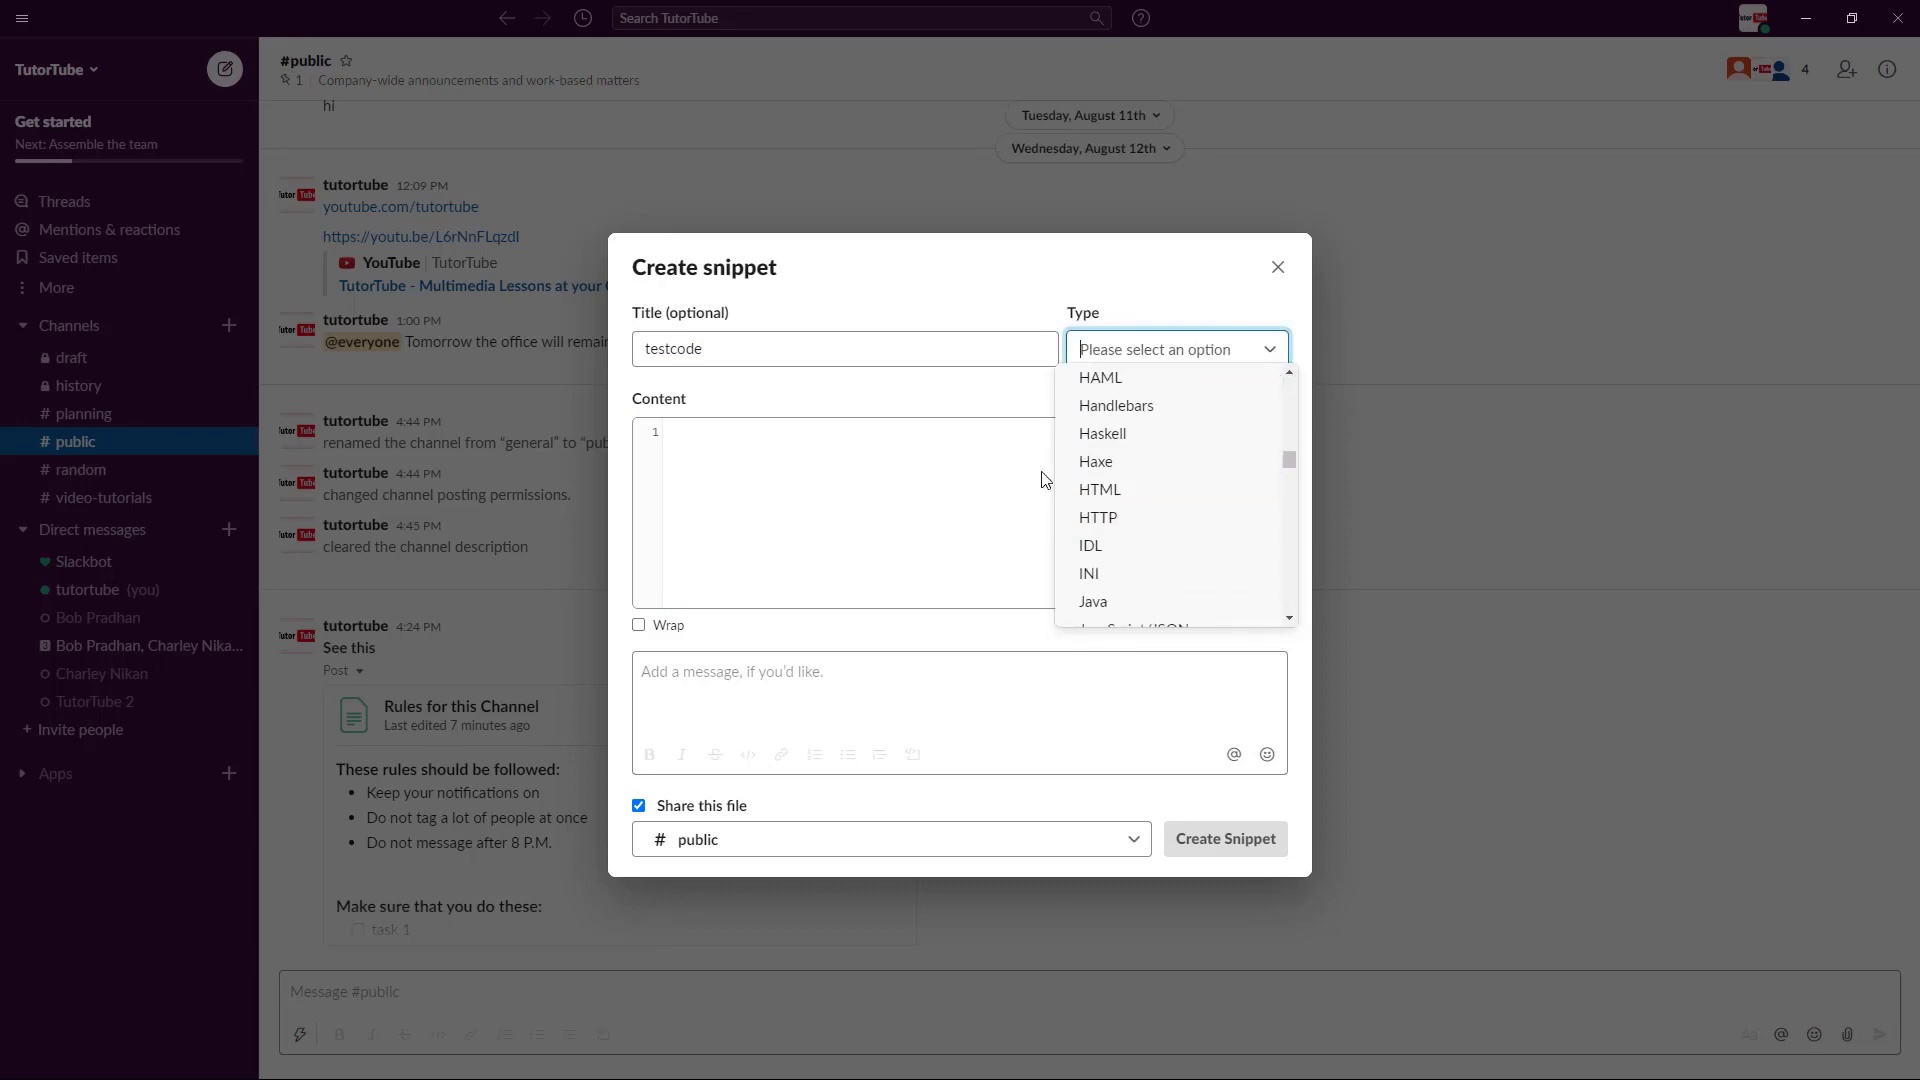 Search TutorTube
TutorTube
Get started
Next: Assemble the team
Threads
Mentions & reactions
Saved items
More
Channels
draft
history
# planning
# public
# random
# video-tutorials
Direct messages
Slackbot
tutortube (you)
Bob Pradhan
3 Bob Pradhan, Charley Nika...
Charley Nikan
TutorTube 2
+ Invite people
Apps
#public
1 Company-wide announcements and work-based matters
4
hi
Tuesday, August 11th
Wednesday, August 12th
tutortube 12:09 PM
youtube.com/tutortube
https://youtu.be/L6rNnFLqzdI
YouTube TutorTube
TutorTube - Multimedia Lessons at your
tutortube 1:00 PM
@everyone Tomorrow the office will remain
tutortube 4:44 PM
renamed the channel from “general” to “pub
tutortube 4:44 PM
changed channel posting permissions.
tutortube 4:45 PM
cleared the channel description
tutortube 4:24 PM
See this
Post
Rules for this Channel
Last edited 7 minutes ago
These rules should be followed:
• Keep your notifications on
• Do not tag a lot of people at once
• Do not message after 8 P.M.
Make sure that you do these:
task 1
Message #public
Create snippet
Title (optional)
Type
testcode
Please select an option
HAML
Handlebars
Haskell
Haxe
HTML
HTTP
IDL
INI
Java
Content
1
Wrap
Add a message, if you’d like.
Share this file
# public
Create Snippet